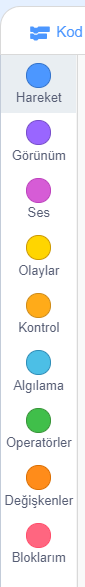 Kod
Hareket
Görünüm
Ses
Olaylar
Kontrol
Algılama
Operatörler
Değişkenler
Bloklarım